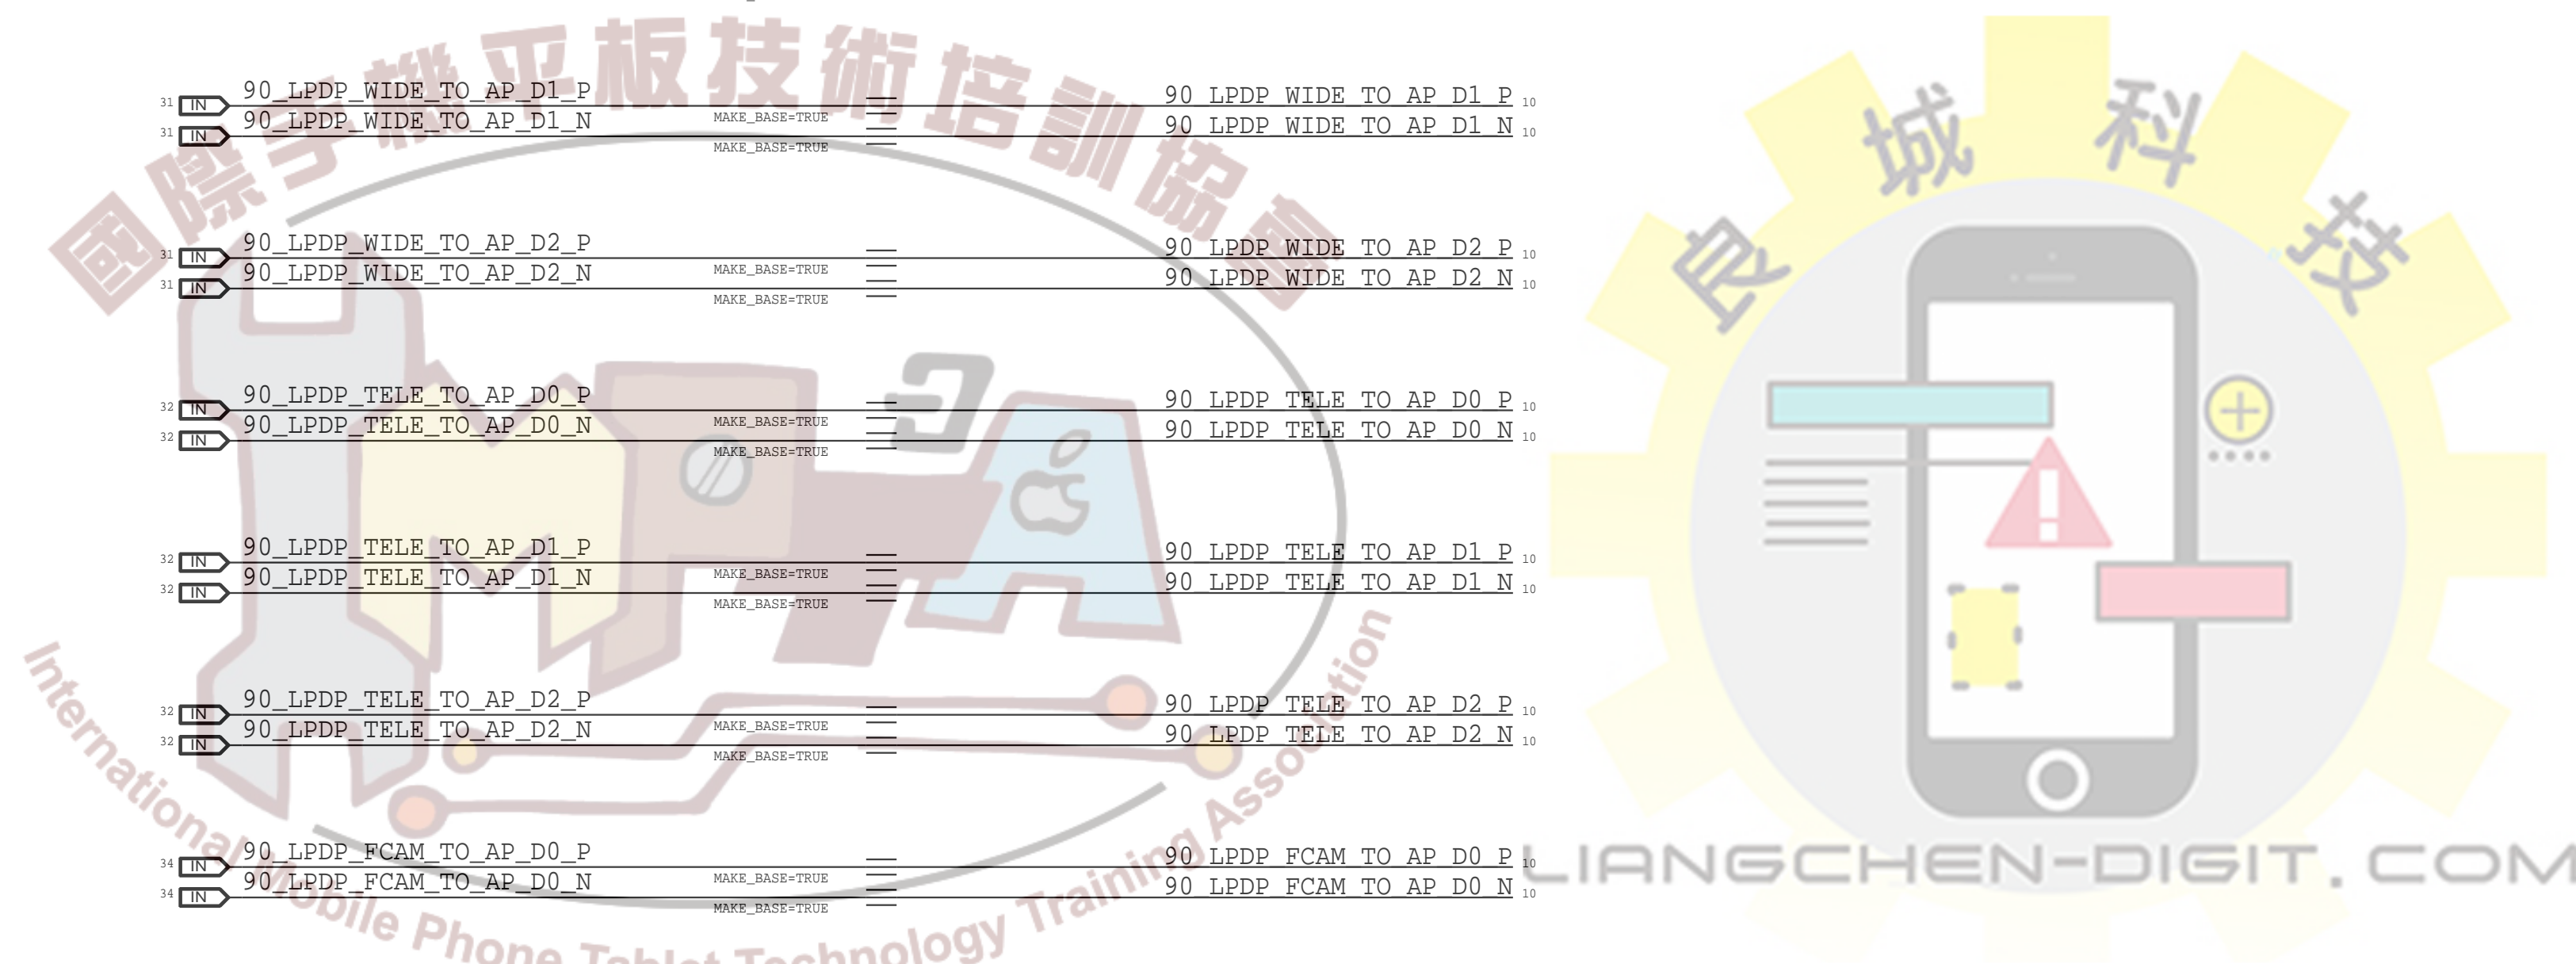 國際手機平板技術培訓協會
良城科技
31 IN 90_LPDP_WIDE_TO_AP_D1_P MAKE_BASE=TRUE 90_LPDP_WIDE_TO_AP_D1_P 10
31 IN 90_LPDP_WIDE_TO_AP_D1_N MAKE_BASE=TRUE 90_LPDP_WIDE_TO_AP_D1_N 10
31 IN 90_LPDP_WIDE_TO_AP_D2_P MAKE_BASE=TRUE 90_LPDP_WIDE_TO_AP_D2_P 10
31 IN 90_LPDP_WIDE_TO_AP_D2_N MAKE_BASE=TRUE 90_LPDP_WIDE_TO_AP_D2_N 10
32 IN 90_LPDP_TELE_TO_AP_D0_P MAKE_BASE=TRUE 90_LPDP_TELE_TO_AP_D0_P 10
32 IN 90_LPDP_TELE_TO_AP_D0_N MAKE_BASE=TRUE 90_LPDP_TELE_TO_AP_D0_N 10
32 IN 90_LPDP_TELE_TO_AP_D1_P MAKE_BASE=TRUE 90_LPDP_TELE_TO_AP_D1_P 10
32 IN 90_LPDP_TELE_TO_AP_D1_N MAKE_BASE=TRUE 90_LPDP_TELE_TO_AP_D1_N 10
32 IN 90_LPDP_TELE_TO_AP_D2_P MAKE_BASE=TRUE 90_LPDP_TELE_TO_AP_D2_P 10
32 IN 90_LPDP_TELE_TO_AP_D2_N MAKE_BASE=TRUE 90_LPDP_TELE_TO_AP_D2_N 10
34 IN 90_LPDP_FCAM_TO_AP_D0_P MAKE_BASE=TRUE 90_LPDP_FCAM_TO_AP_D0_P 10
34 IN 90_LPDP_FCAM_TO_AP_D0_N MAKE_BASE=TRUE 90_LPDP_FCAM_TO_AP_D0_N 10
International Mobile Phone Tablet Technology Training Association
LIANGCHEN-DIGIT.COM